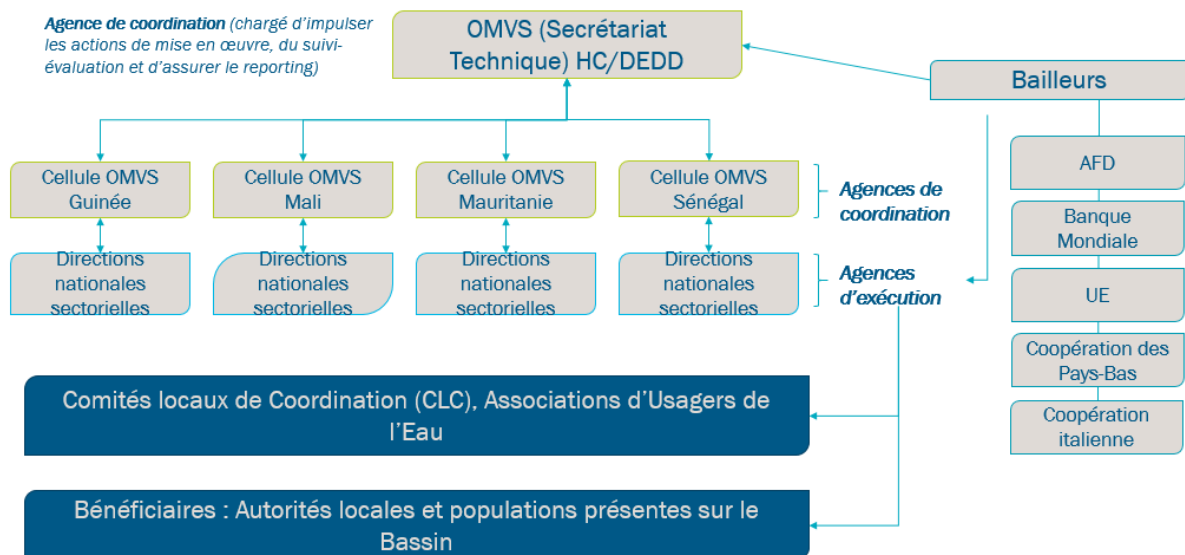 Agence de coordination (chargé d'impulser
les actions de mise en œuvre, du suivi-
évaluation et d'assurer le reporting)
OMVS (Secrétariat
Technique) HC/DEDD
Bailleurs
AFD
Banque
Mondiale
UE
Coopération des
Pays-Bas
Coopération
italienne
Cellule OMVS
Guinée
Cellule OMVS
Mali
Cellule OMVS
Mauritanie
Cellule OMVS
Sénégal
Agences de
coordination
Directions
nationales
sectorielles
Directions
nationales
sectorielles
Directions
nationales
sectorielles
Directions
nationales
sectorielles
Agences
d'exécution
Comités locaux de Coordination (CLC), Associations d'Usagers de
l'Eau
Bénéficiaires : Autorités locales et populations présentes sur le
Bassin